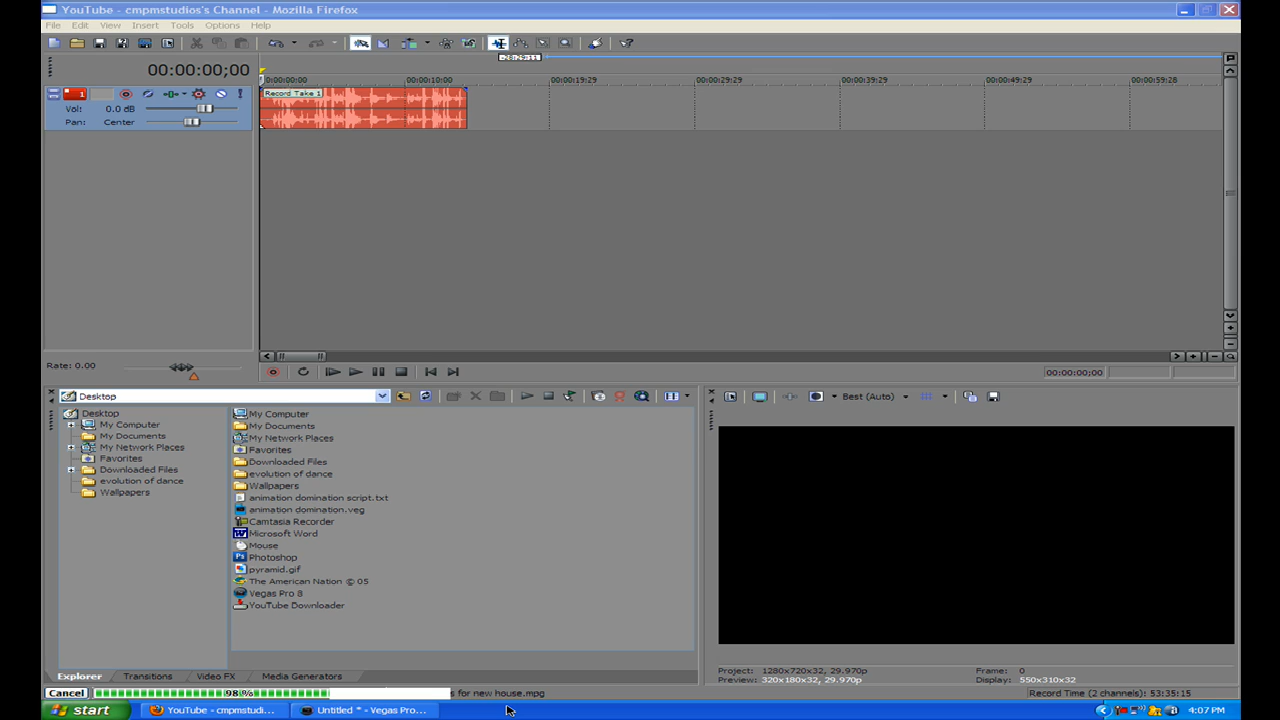 YouTube - cmpmstudios's Channel - Mozilla Firefox
File Edit View Insert Tools Options Help
-28:29:11
00:00:00;00
0:00:00:00 00:00:10:00 00:00:19:29 00:00:29:29 00:00:39:29 00:00:49:29 00:00:59:28
1
Record Take 1
Vol: 0.0 dB
Pan: Center
Rate: 0.00
00:00:00;00
Desktop
Best (Auto)
Desktop
My Computer
My Documents
My Network Places
Favorites
Downloaded Files
evolution of dance
Wallpapers
My Computer
My Documents
My Network Places
Favorites
Downloaded Files
evolution of dance
Wallpapers
animation domination script.txt
animation domination.veg
Camtasia Recorder
Microsoft Word
Mouse
Photoshop
pyramid.gif
The American Nation © 05
Vegas Pro 8
YouTube Downloader
Project: 1280x720x32, 29.970p Frame: 0
Preview: 320x180x32, 29.970p Display: 550x310x32
Explorer Transitions Video FX Media Generators
Cancel 98 % s for new house.mpg Record Time (2 channels): 53:35:15
start YouTube - cmpmstudi... Untitled * - Vegas Pro... 4:07 PM